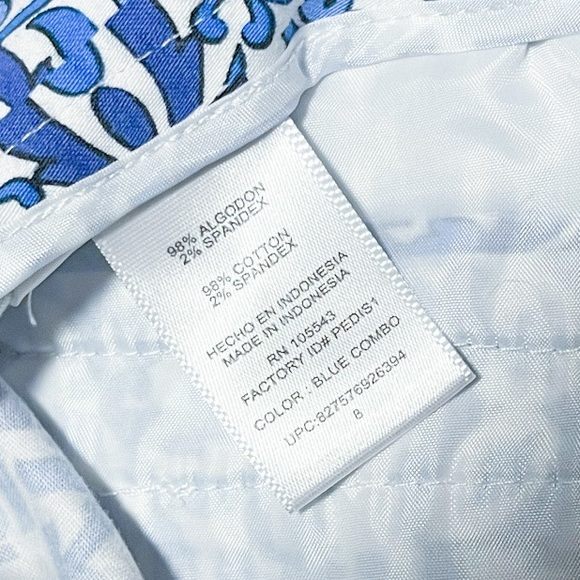 98% ALGODON
2% SPANDEX
98% COTTON
2% SPANDEX
HECHO EN INDONESIA
MADE IN INDONESIA
RN 105543
FACTORY ID# PEDIS1
COLOR : BLUE COMBO
UPC:827576926394
8